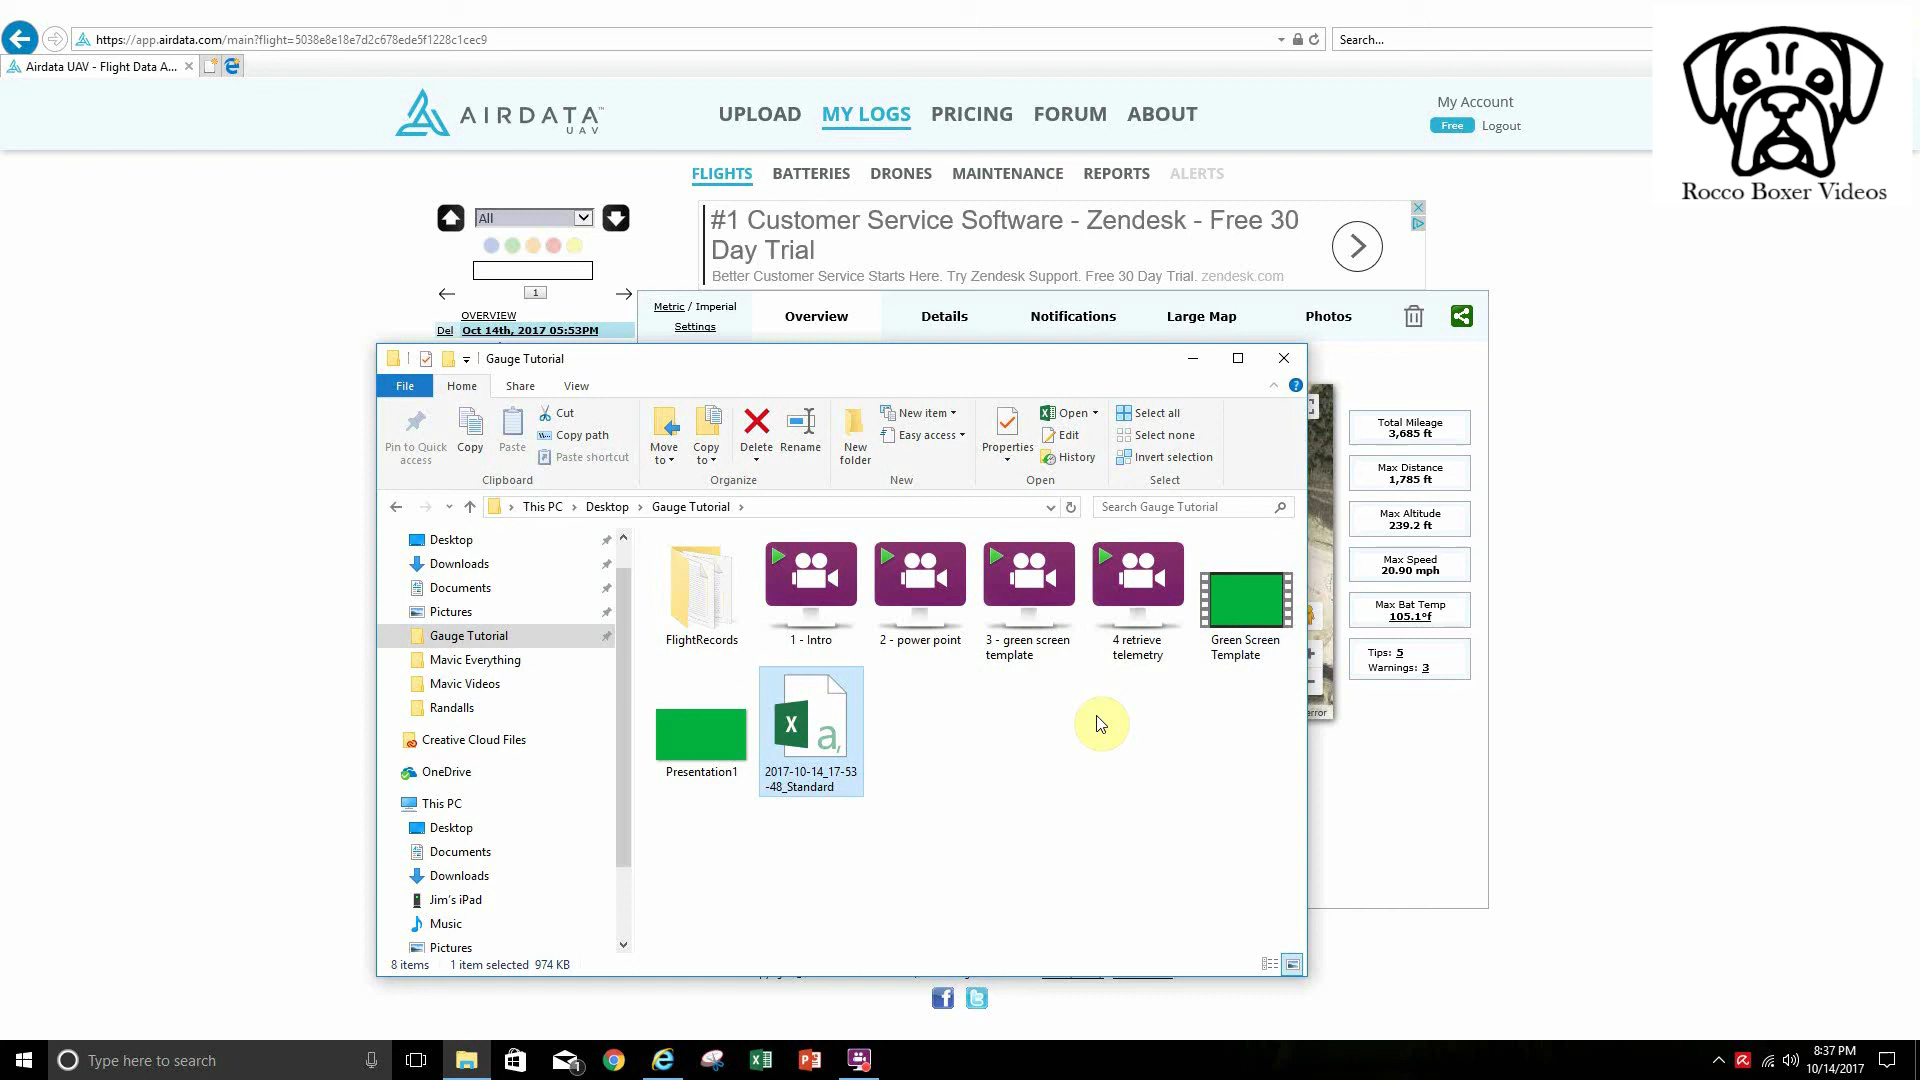 https://app.airdata.com/main?flight=5038e8e18e7d2c678ede5f1228c1cec9
Search...
Airdata UAV - Flight Data A...
AIRDATA
UAV
UPLOAD
MY LOGS
PRICING
FORUM
ABOUT
My Account
Free
Logout
Rocco Boxer Videos
FLIGHTS
BATTERIES
DRONES
MAINTENANCE
REPORTS
ALERTS
All
#1 Customer Service Software - Zendesk - Free 30
Day Trial
Better Customer Service Starts Here. Try Zendesk Support. Free 30 Day Trial. zendesk.com
1
OVERVIEW
Del Oct 14th, 2017 05:53PM
Metric / Imperial
Settings
Overview
Details
Notifications
Large Map
Photos
Gauge Tutorial
File
Home
Share
View
Pin to Quick
access
Copy
Paste
Cut
Copy path
Paste shortcut
Clipboard
Move
to
Copy
to
Delete
Rename
Organize
New
folder
New item
Easy access
New
Properties
Open
Edit
History
Open
Select all
Select none
Invert selection
Select
This PC
Desktop
Gauge Tutorial
Search Gauge Tutorial
Desktop
Downloads
Documents
Pictures
Gauge Tutorial
Mavic Everything
Mavic Videos
Randalls
Creative Cloud Files
OneDrive
This PC
Desktop
Documents
Downloads
Jim's iPad
Music
Pictures
FlightRecords
1 - Intro
2 - power point
3 - green screen
template
4 retrieve
telemetry
Green Screen
Template
Presentation1
X
a,
2017-10-14_17-53
-48_Standard
8 items
1 item selected 974 KB
Total Mileage
3,685 ft
Max Distance
1,785 ft
Max Altitude
239.2 ft
Max Speed
20.90 mph
Max Bat Temp
105.1°f
Tips: 5
Warnings: 3
error
Type here to search
1
8:37 PM
10/14/2017